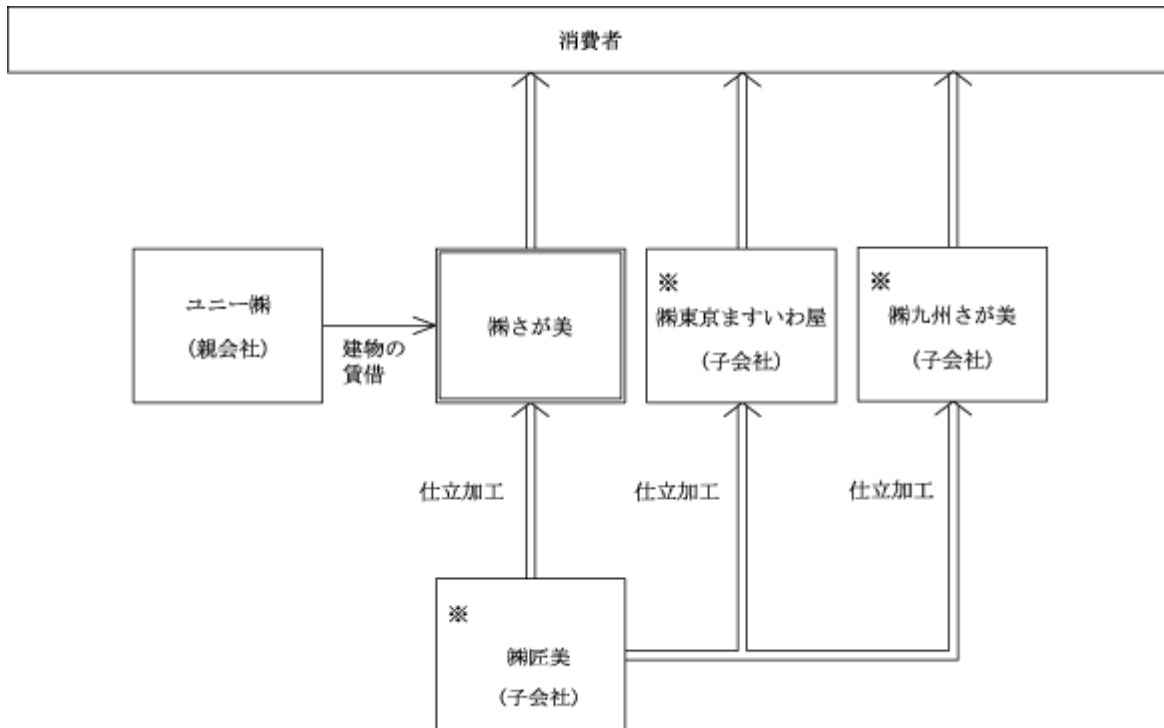 消費者
ユニー㈱
(親会社)
建物の
賃借
㈱さが美
※
㈱東京ますいわ屋
(子会社)
※
㈱九州さが美
(子会社)
仕立加工
仕立加工
仕立加工
※
㈱匠美
(子会社)